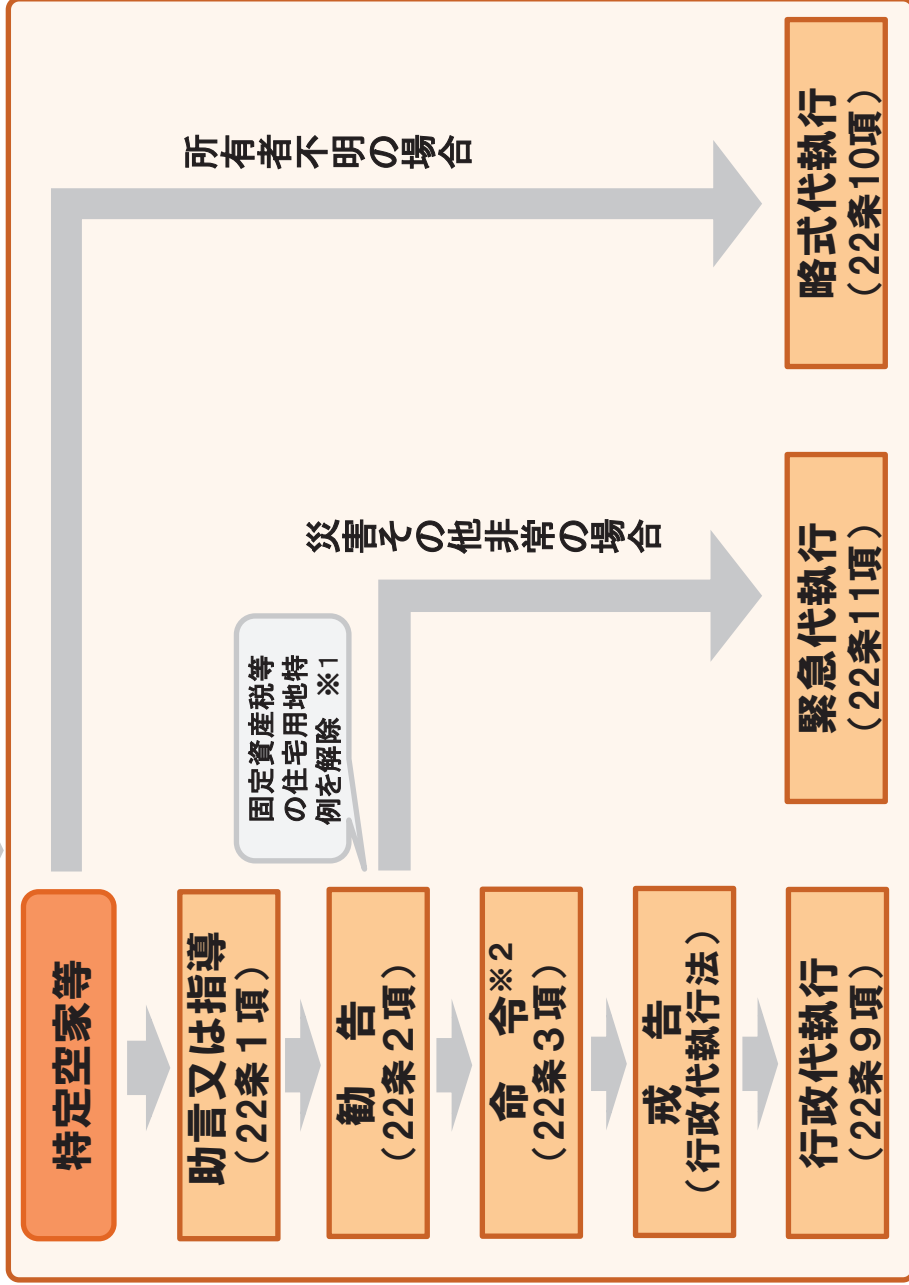 特定空家等
助言又は指導
（22条１項）
固定資産税等
の住宅用地特
例を解除 ※１
勧　告
（22条２項）
命　令※２
（22条３項）
戒　告
（行政代執行法）
行政代執行
（22条９項）
災害その他非常の場合
緊急代執行
（22条11項）
所有者不明の場合
略式代執行
（22条10項）